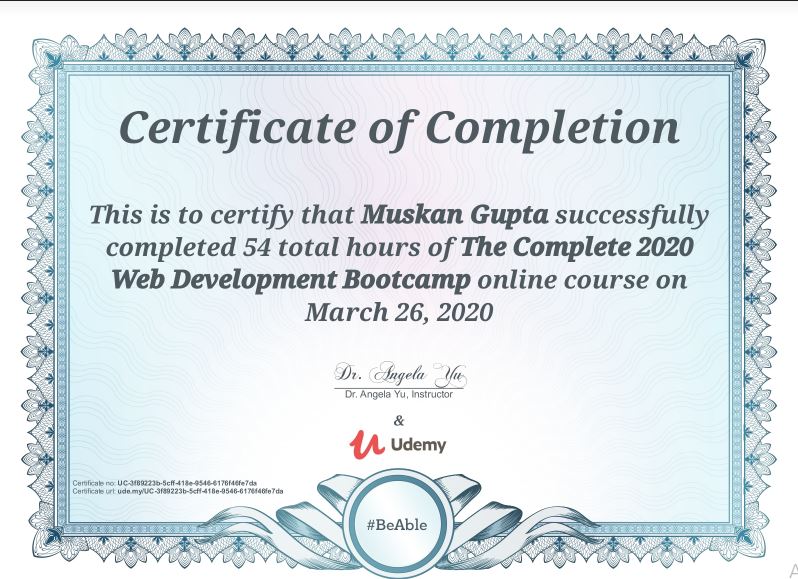 Certificate of Completion
This is to certify that Muskan Gupta successfully
completed 54 total hours of The Complete 2020
Web Development Bootcamp online course on
March 26, 2020
Dr. Angela Yu
Dr. Angela Yu, Instructor
&
Udemy
Certificate no: UC-3f89223b-5cff-418e-9546-6176f46fe7da
Certificate url: ude.my/UC-3f89223b-5cff-418e-9546-6176f46fe7da
#BeAble